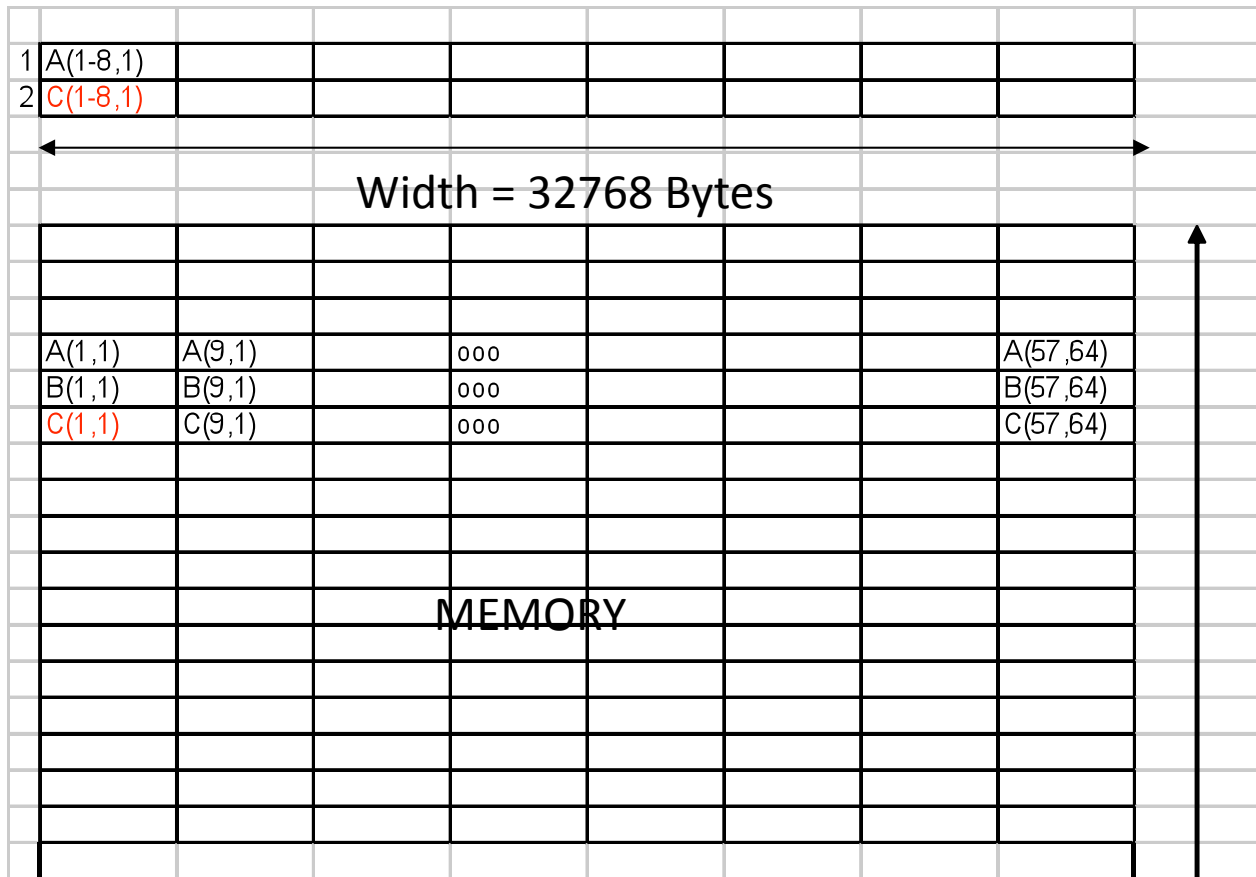 1 A(1-8,1)
2 C(1-8,1)
Width = 32768 Bytes
A(1,1) A(9,1) ooo A(57,64)
B(1,1) B(9,1) ooo B(57,64)
C(1,1) C(9,1) ooo C(57,64)
MEMORY